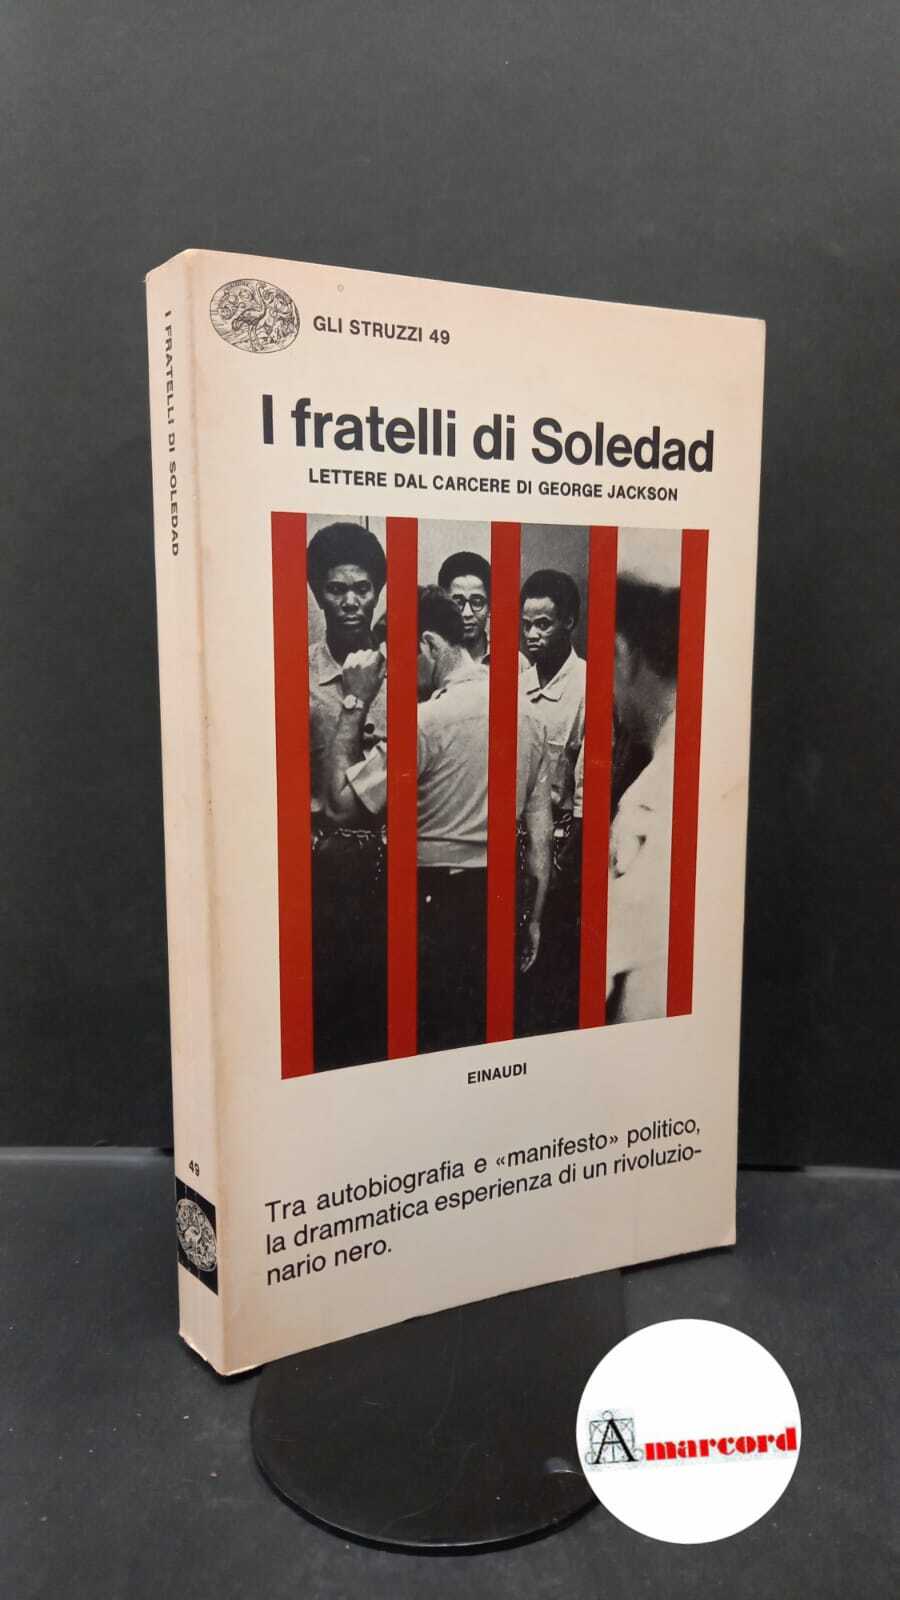 GLI STRUZZI 49
I fratelli di Soledad
LETTERE DAL CARCERE DI GEORGE JACKSON
EINAUDI
Tra autobiografia e «manifesto» politico,
la drammatica esperienza di un rivoluzio-
nario nero.
I FRATELLI DI SOLEDAD
49
Amarcord